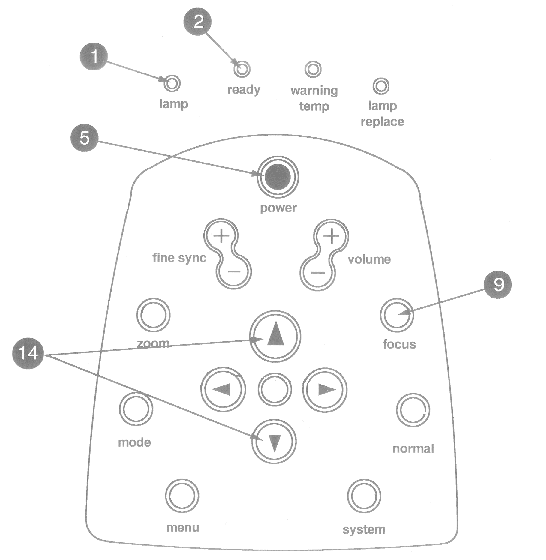 2
1
lamp
ready
warning
temp
lamp
replace
5
power
+
+
fine sync
volume
−
−
9
zoom
focus
14
mode
normal
menu
system